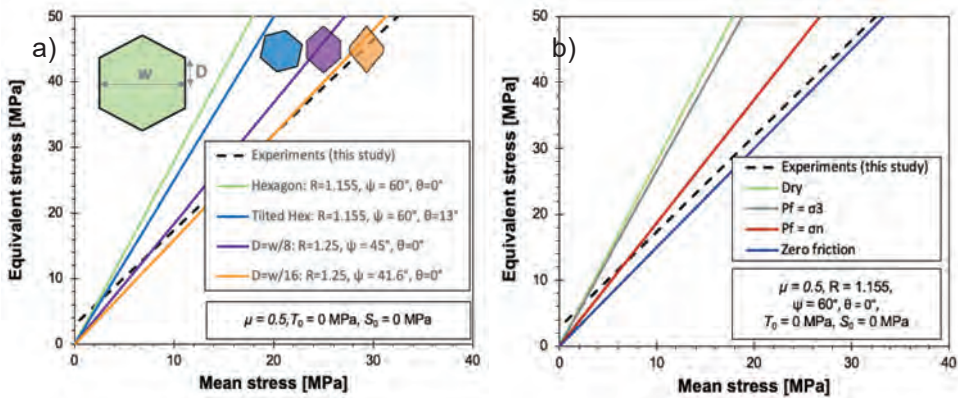 a)
50
40
30
20
10
0
Equivalent stress [MPa]
w
D
Experiments (this study)
Hexagon: R=1.155, ψ = 60°, θ=0°
Tilted Hex: R=1.155, ψ = 60°, θ=13°
D=w/8: R=1.25, ψ = 45°, θ=0°
D=w/16: R=1.25, ψ = 41.6°, θ=0°
μ = 0.5,T₀ = 0 MPa, S₀ = 0 MPa
0 10 20 30 40
Mean stress [MPa]
b)
50
40
30
20
10
0
Equivalent stress [MPa]
Experiments (this study)
Dry
Pf = σ3
Pf = σn
Zero friction
μ = 0.5, R = 1.155,
ψ = 60°, θ = 0°,
T₀ = 0 MPa, S₀ = 0 MPa
0 10 20 30 40
Mean stress [MPa]